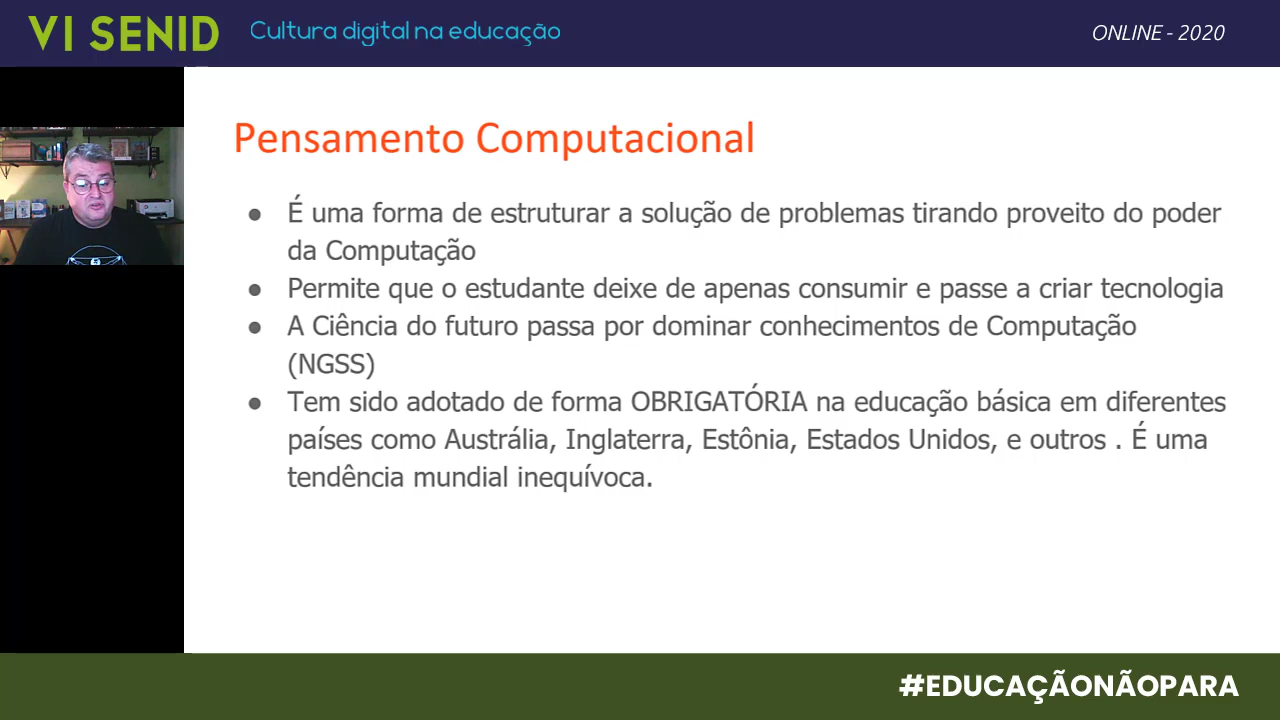 VI SENID
Cultura digital na educação
ONLINE - 2020
Pensamento Computacional
● É uma forma de estruturar a solução de problemas tirando proveito do poder
da Computação
● Permite que o estudante deixe de apenas consumir e passe a criar tecnologia
● A Ciência do futuro passa por dominar conhecimentos de Computação
(NGSS)
● Tem sido adotado de forma OBRIGATÓRIA na educação básica em diferentes
países como Austrália, Inglaterra, Estônia, Estados Unidos, e outros . É uma
tendência mundial inequívoca.
#EDUCAÇÃONÃOPARA